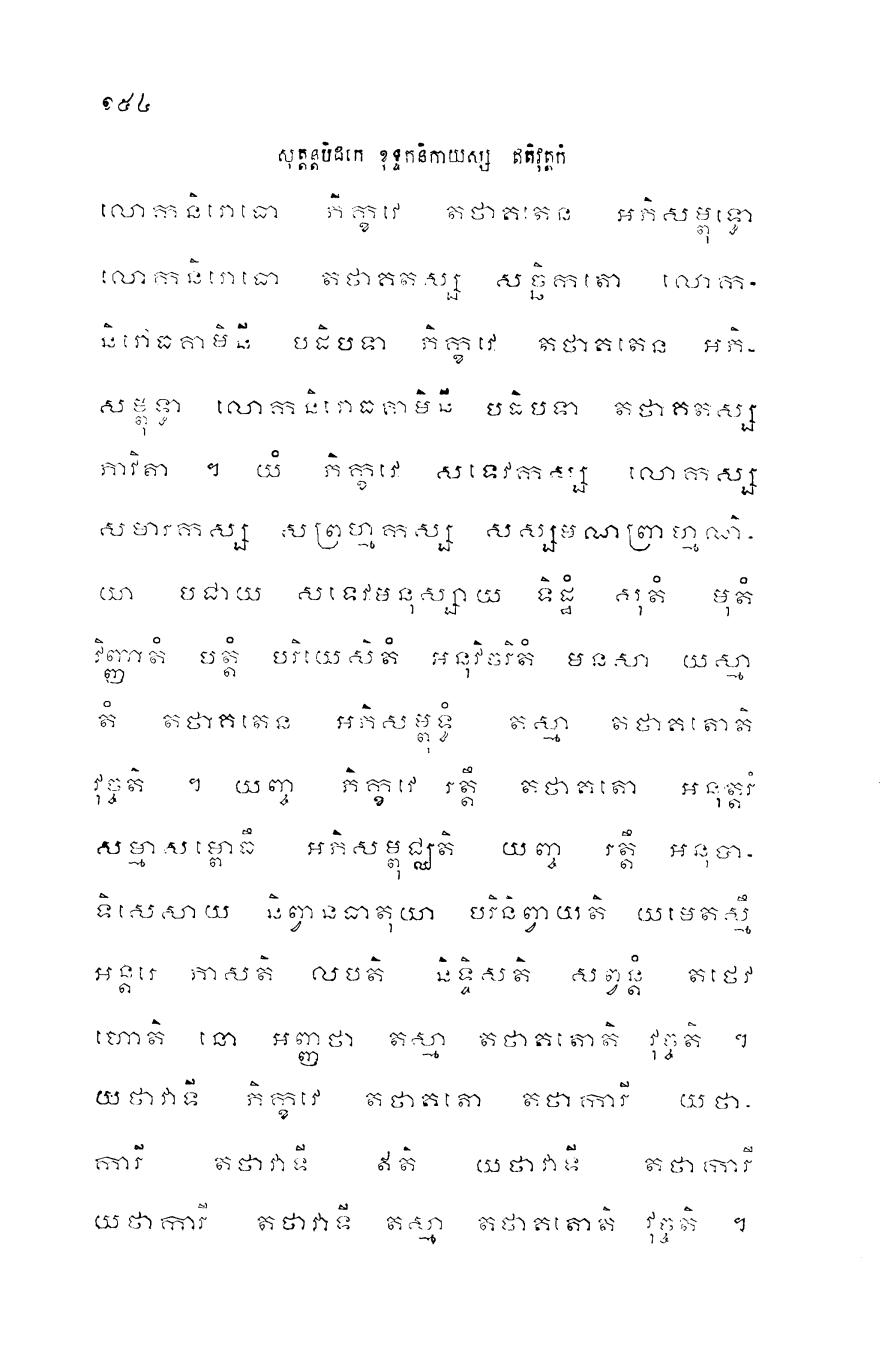 ១៩៤
សុត្តន្តបិដកេ ខុទ្ទកនិកាយស្ស ឥតិវុត្តកំ
លោកនិរោធោ ភិក្ខវេ តថាគតេន អភិសម្ពុទ្ធោ
លោកនិរោធោ តថាគតស្ស សច្ឆិកតោ លោក-
និរោធគាមិនី បដិបទា ភិក្ខវេ តថាគតេន អភិ-
សម្ពុទ្ធា លោកនិរោធគាមិនី បដិបទា តថាគតស្ស
ភាវិតា ។ យំ ភិក្ខវេ សទេវកស្ស លោកស្ស
សមារកស្ស សព្រហ្មកស្ស សស្សមណព្រាហ្មណិ-
យា បជាយ សទេវមនុស្សាយ ទិដ្ឋំ សុតំ មុតំ
វិញ្ញាតំ បត្តំ បរិយេសិតំ អនុវិចរិតំ មនសា យស្មា
តំ តថាគតេន អភិសម្ពុទ្ធំ តស្មា តថាគតោតិ
វុច្ចតិ ។ យញ្ច ភិក្ខវេ រត្តឹ តថាគតោ អនុត្តរំ
សម្មាសម្ពោធឹ អភិសម្ពុជ្ឈតិ យញ្ច រត្តឹ អនុបា-
ទិសេសាយ និព្វានធាតុយា បរិនិព្វាយតិ យមេតស្មឹ
អន្តរេ ភាសតិ លបតិ និទ្ទិសតិ សព្វន្តំ តថេវ
ហោតិ នោ អញ្ញថា តស្មា តថាគតោតិ វុច្ចតិ ។
យថាវាទី ភិក្ខវេ តថាគតោ តថាការី យថា-
ការី តថាវាទី ឥតិ យថាវាទី តថាការី
យថាការី តថាវាទី តស្មា តថាគតោតិ វុច្ចតិ ។